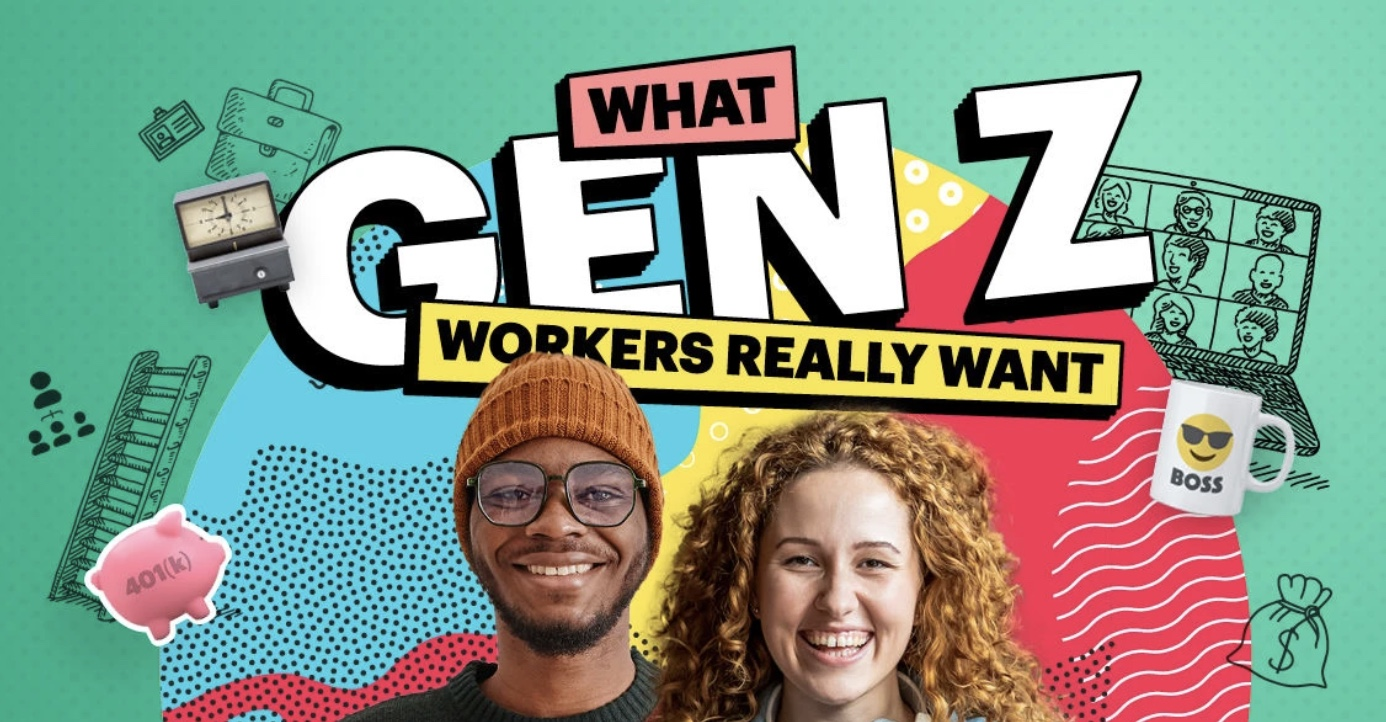 WHAT
GEN Z
WORKERS REALLY WANT
401(k)
BOSS
$